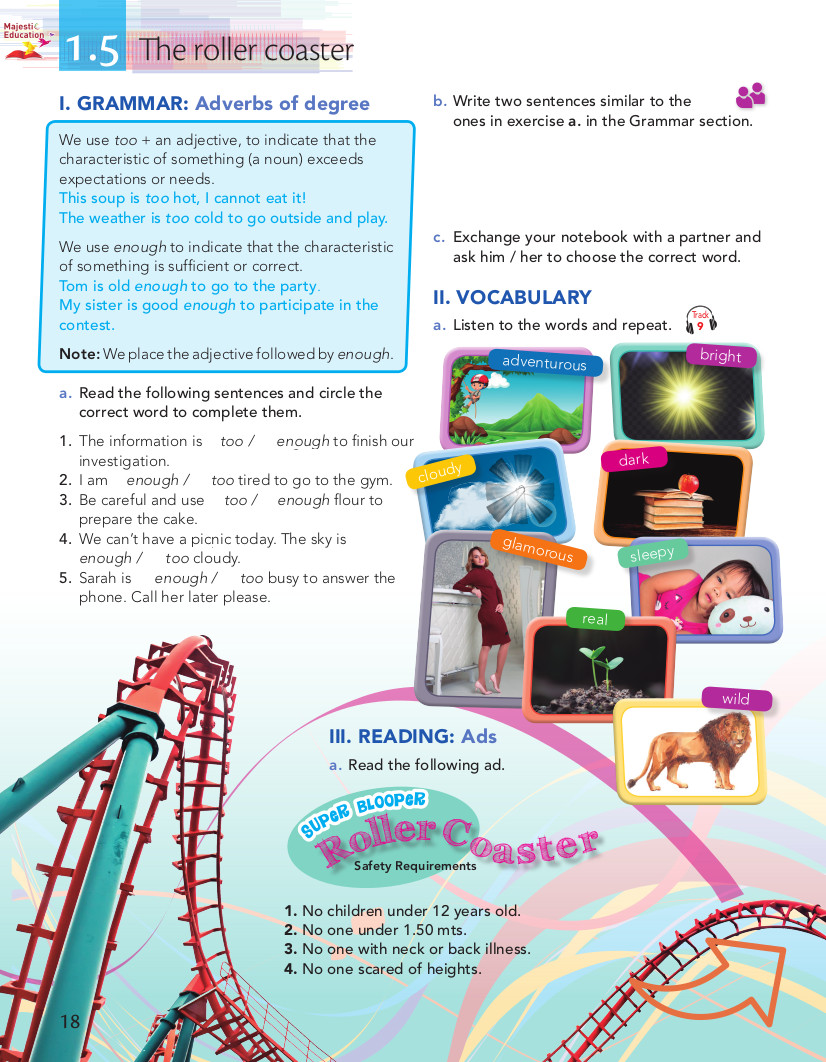 Majestic
Education
1.5 The roller coaster
I. GRAMMAR: Adverbs of degree
We use too + an adjective, to indicate that the
characteristic of something (a noun) exceeds
expectations or needs.
This soup is too hot, I cannot eat it!
The weather is too cold to go outside and play.
We use enough to indicate that the characteristic
of something is sufficient or correct.
Tom is old enough to go to the party.
My sister is good enough to participate in the
contest.
Note: We place the adjective followed by enough.
a. Read the following sentences and circle the
correct word to complete them.
1. The information is too / enough to finish our
investigation.
2. I am enough / too tired to go to the gym.
3. Be careful and use too / enough flour to
prepare the cake.
4. We can't have a picnic today. The sky is
enough / too cloudy.
5. Sarah is enough / too busy to answer the
phone. Call her later please.
b. Write two sentences similar to the
ones in exercise a. in the Grammar section.
c. Exchange your notebook with a partner and
ask him / her to choose the correct word.
II. VOCABULARY
a. Listen to the words and repeat.
Track
9
adventurous
bright
cloudy
dark
glamorous
sleepy
real
wild
III. READING: Ads
a. Read the following ad.
SUPER BLOOPER
Roller Coaster
Safety Requirements
1. No children under 12 years old.
2. No one under 1.50 mts.
3. No one with neck or back illness.
4. No one scared of heights.
18